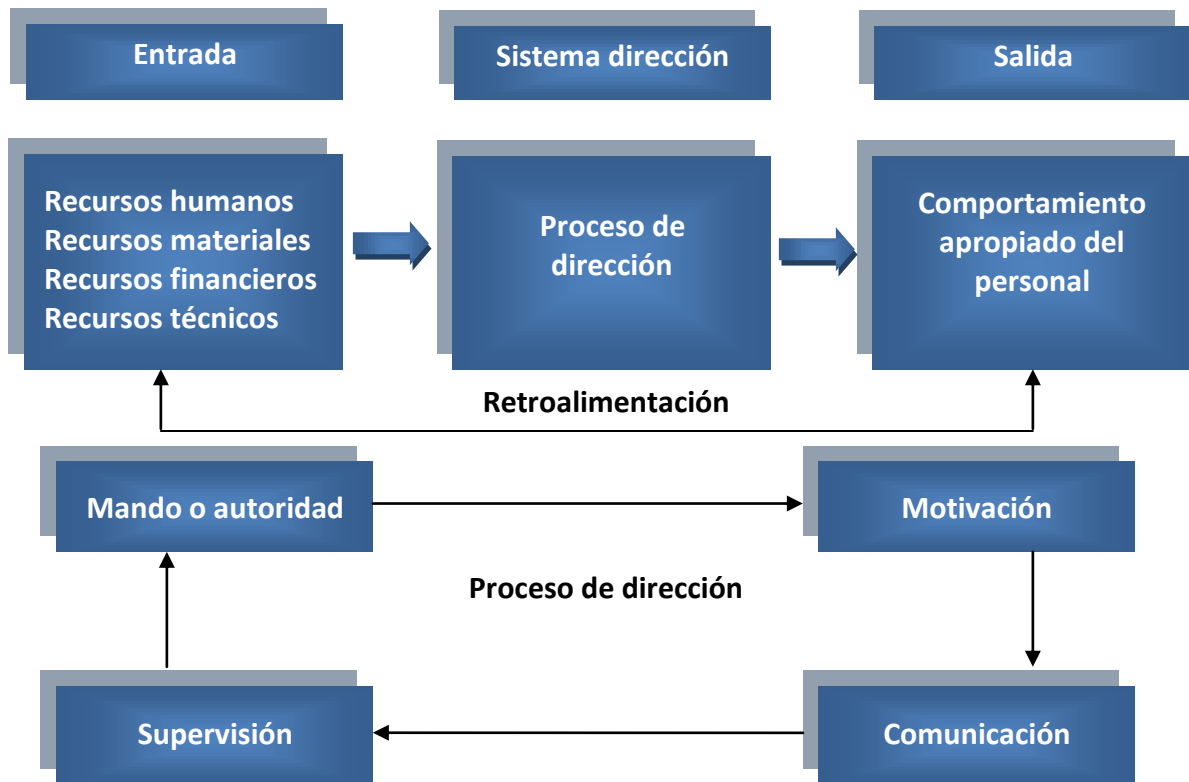 Entrada
Sistema dirección
Salida
Recursos humanos
Recursos materiales
Recursos financieros
Recursos técnicos
Proceso de
dirección
Comportamiento
apropiado del
personal
Retroalimentación
Mando o autoridad
Motivación
Proceso de dirección
Supervisión
Comunicación